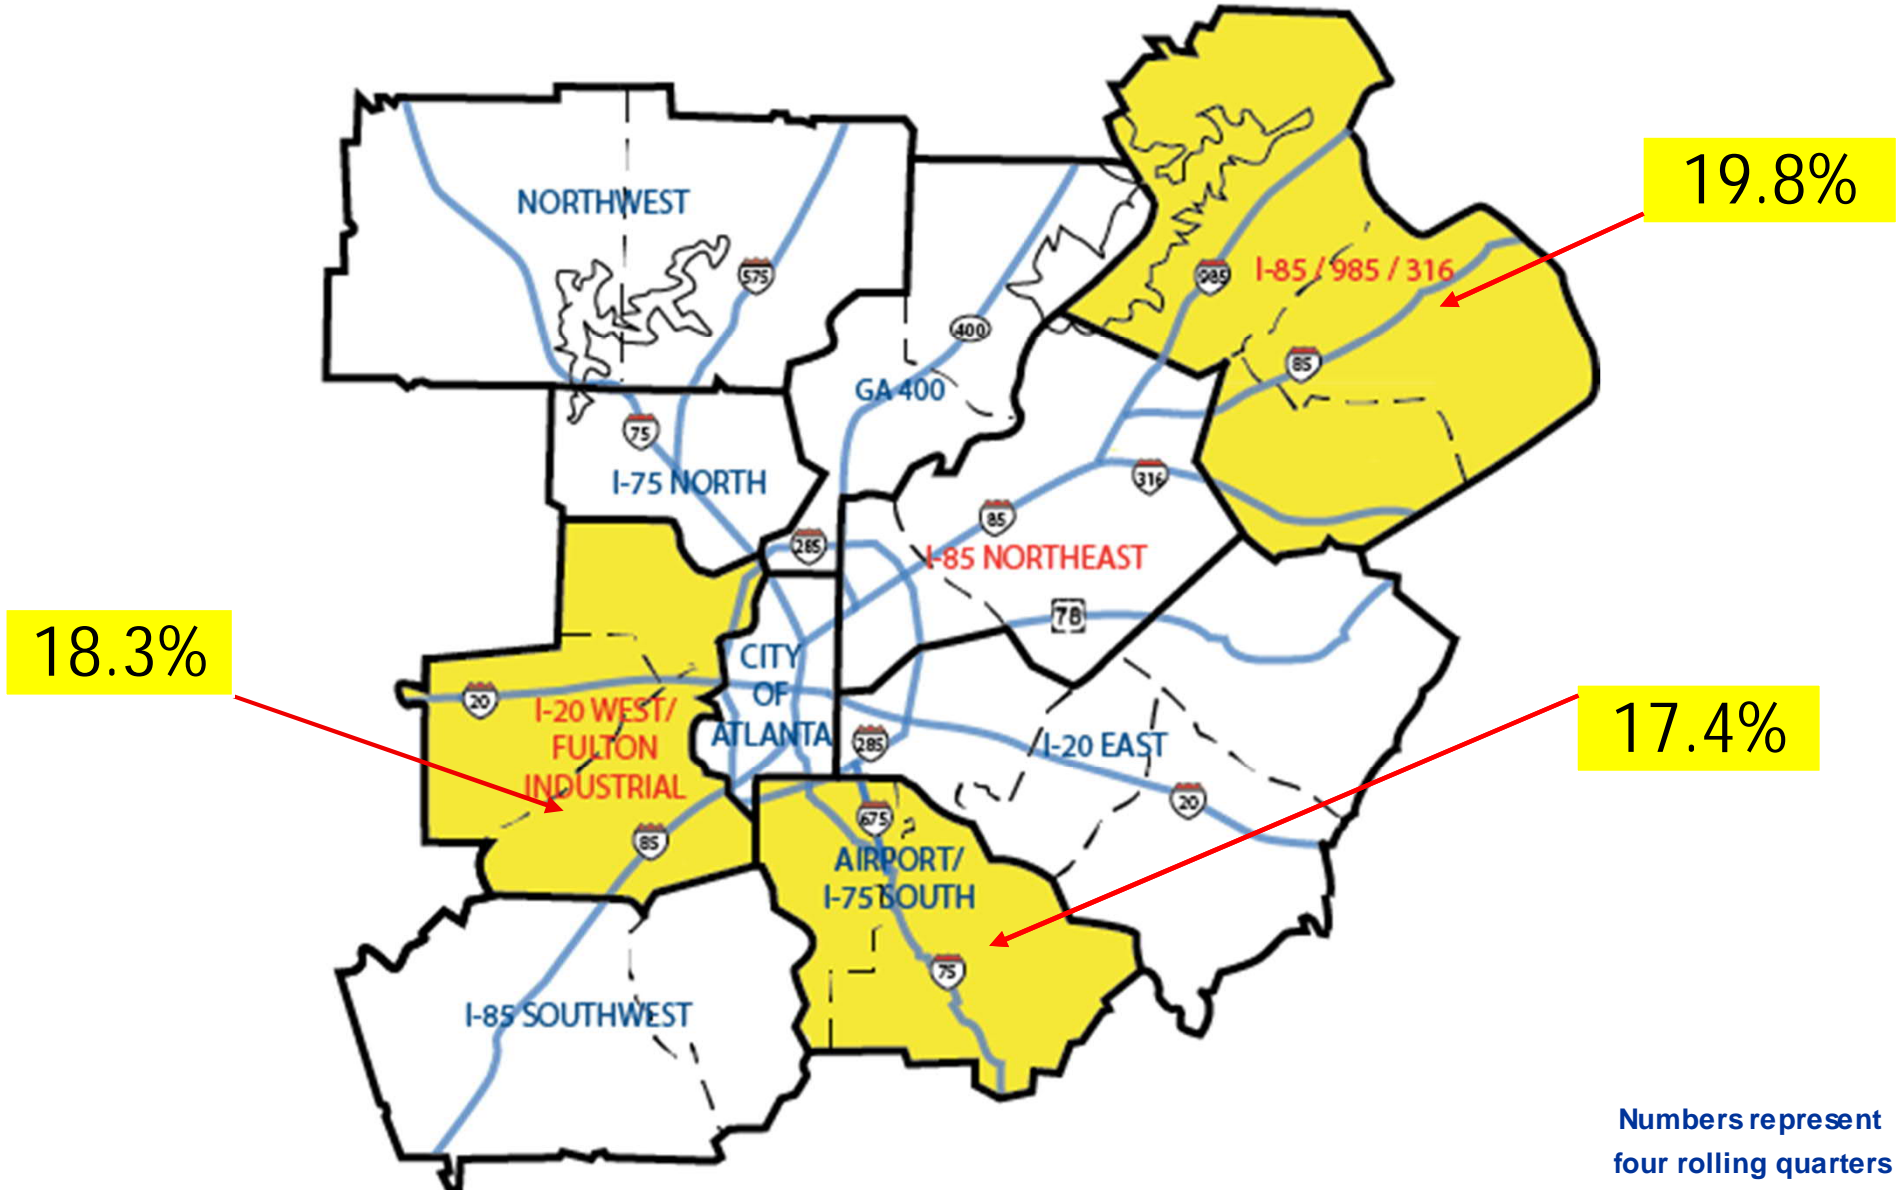 NORTHWEST
575
19.8%
985
I-85 / 985 / 316
400
85
GA 400
75
I-75 NORTH
316
85
285
I-85 NORTHEAST
78
18.3%
CITY
OF
ATLANTA
20
I-20 WEST/
FULTON
INDUSTRIAL
285
I-20 EAST
17.4%
20
675
85
AIRPORT/
I-75 SOUTH
75
I-85 SOUTHWEST
Numbers represent
four rolling quarters